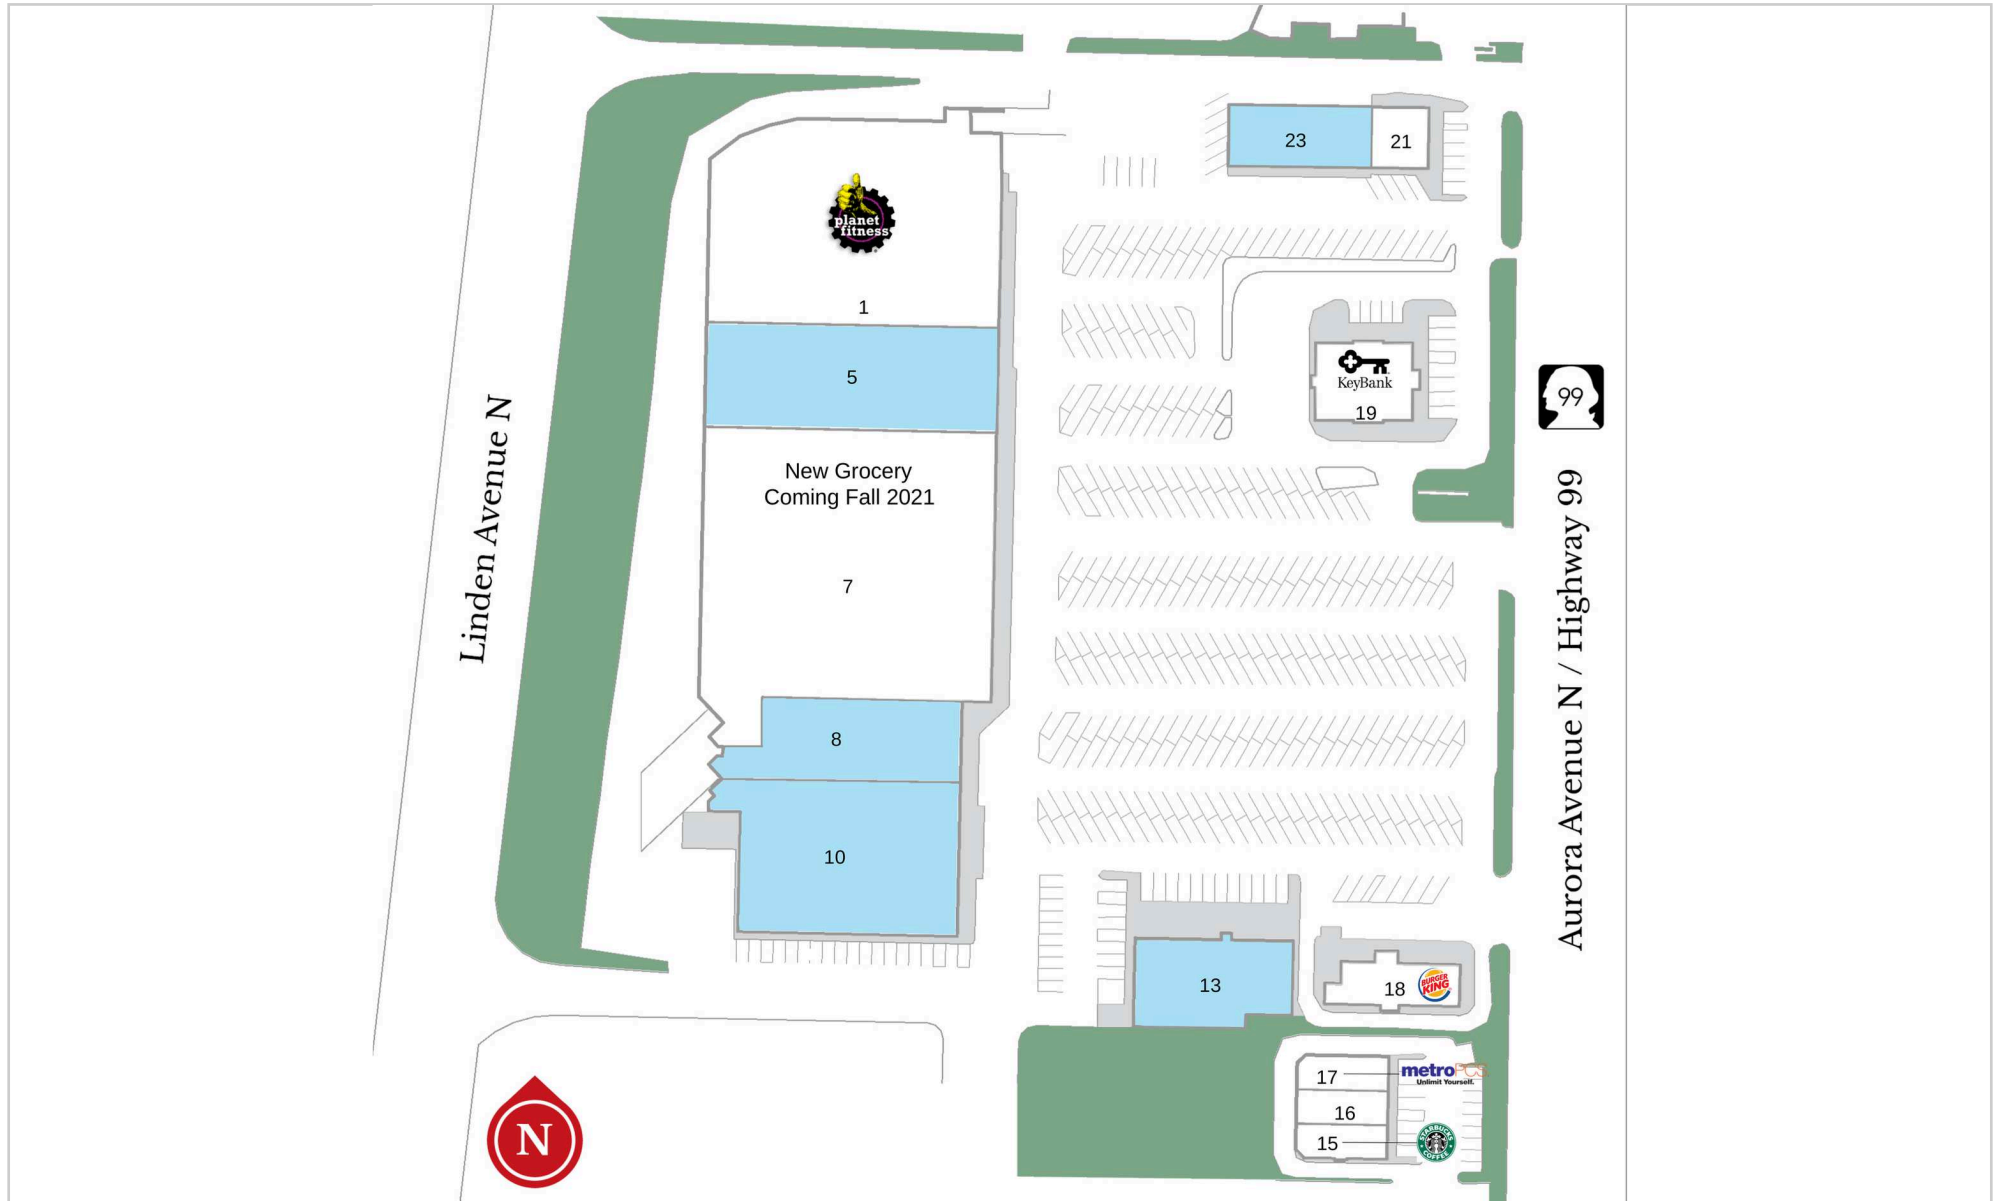 23
21
planet
fitness
1
5
KeyBank
19
99
New Grocery
Coming Fall 2021
7
Linden Avenue N
Aurora Avenue N / Highway 99
8
10
13
18
BURGER
KING
17
metroPCS.
Unlimit Yourself.
16
15
STARBUCKS
COFFEE
N